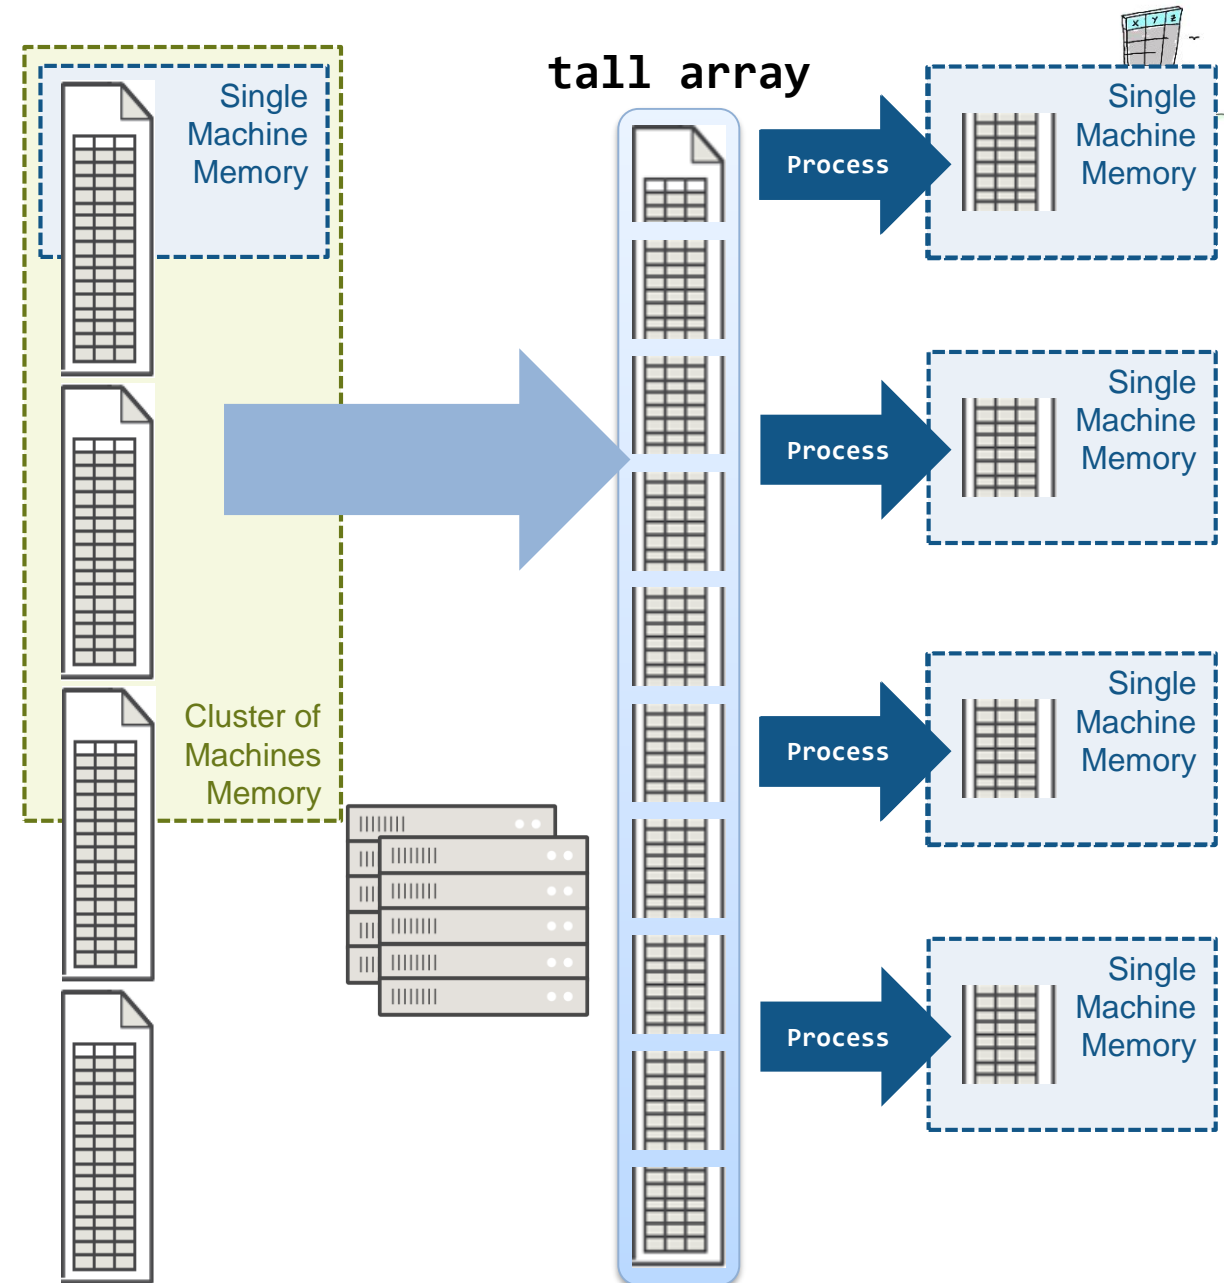 Single
Machine
Memory
Cluster of
Machines
Memory
tall array
Process
Process
Process
Process
X Y Z
Single
Machine
Memory
Single
Machine
Memory
Single
Machine
Memory
Single
Machine
Memory